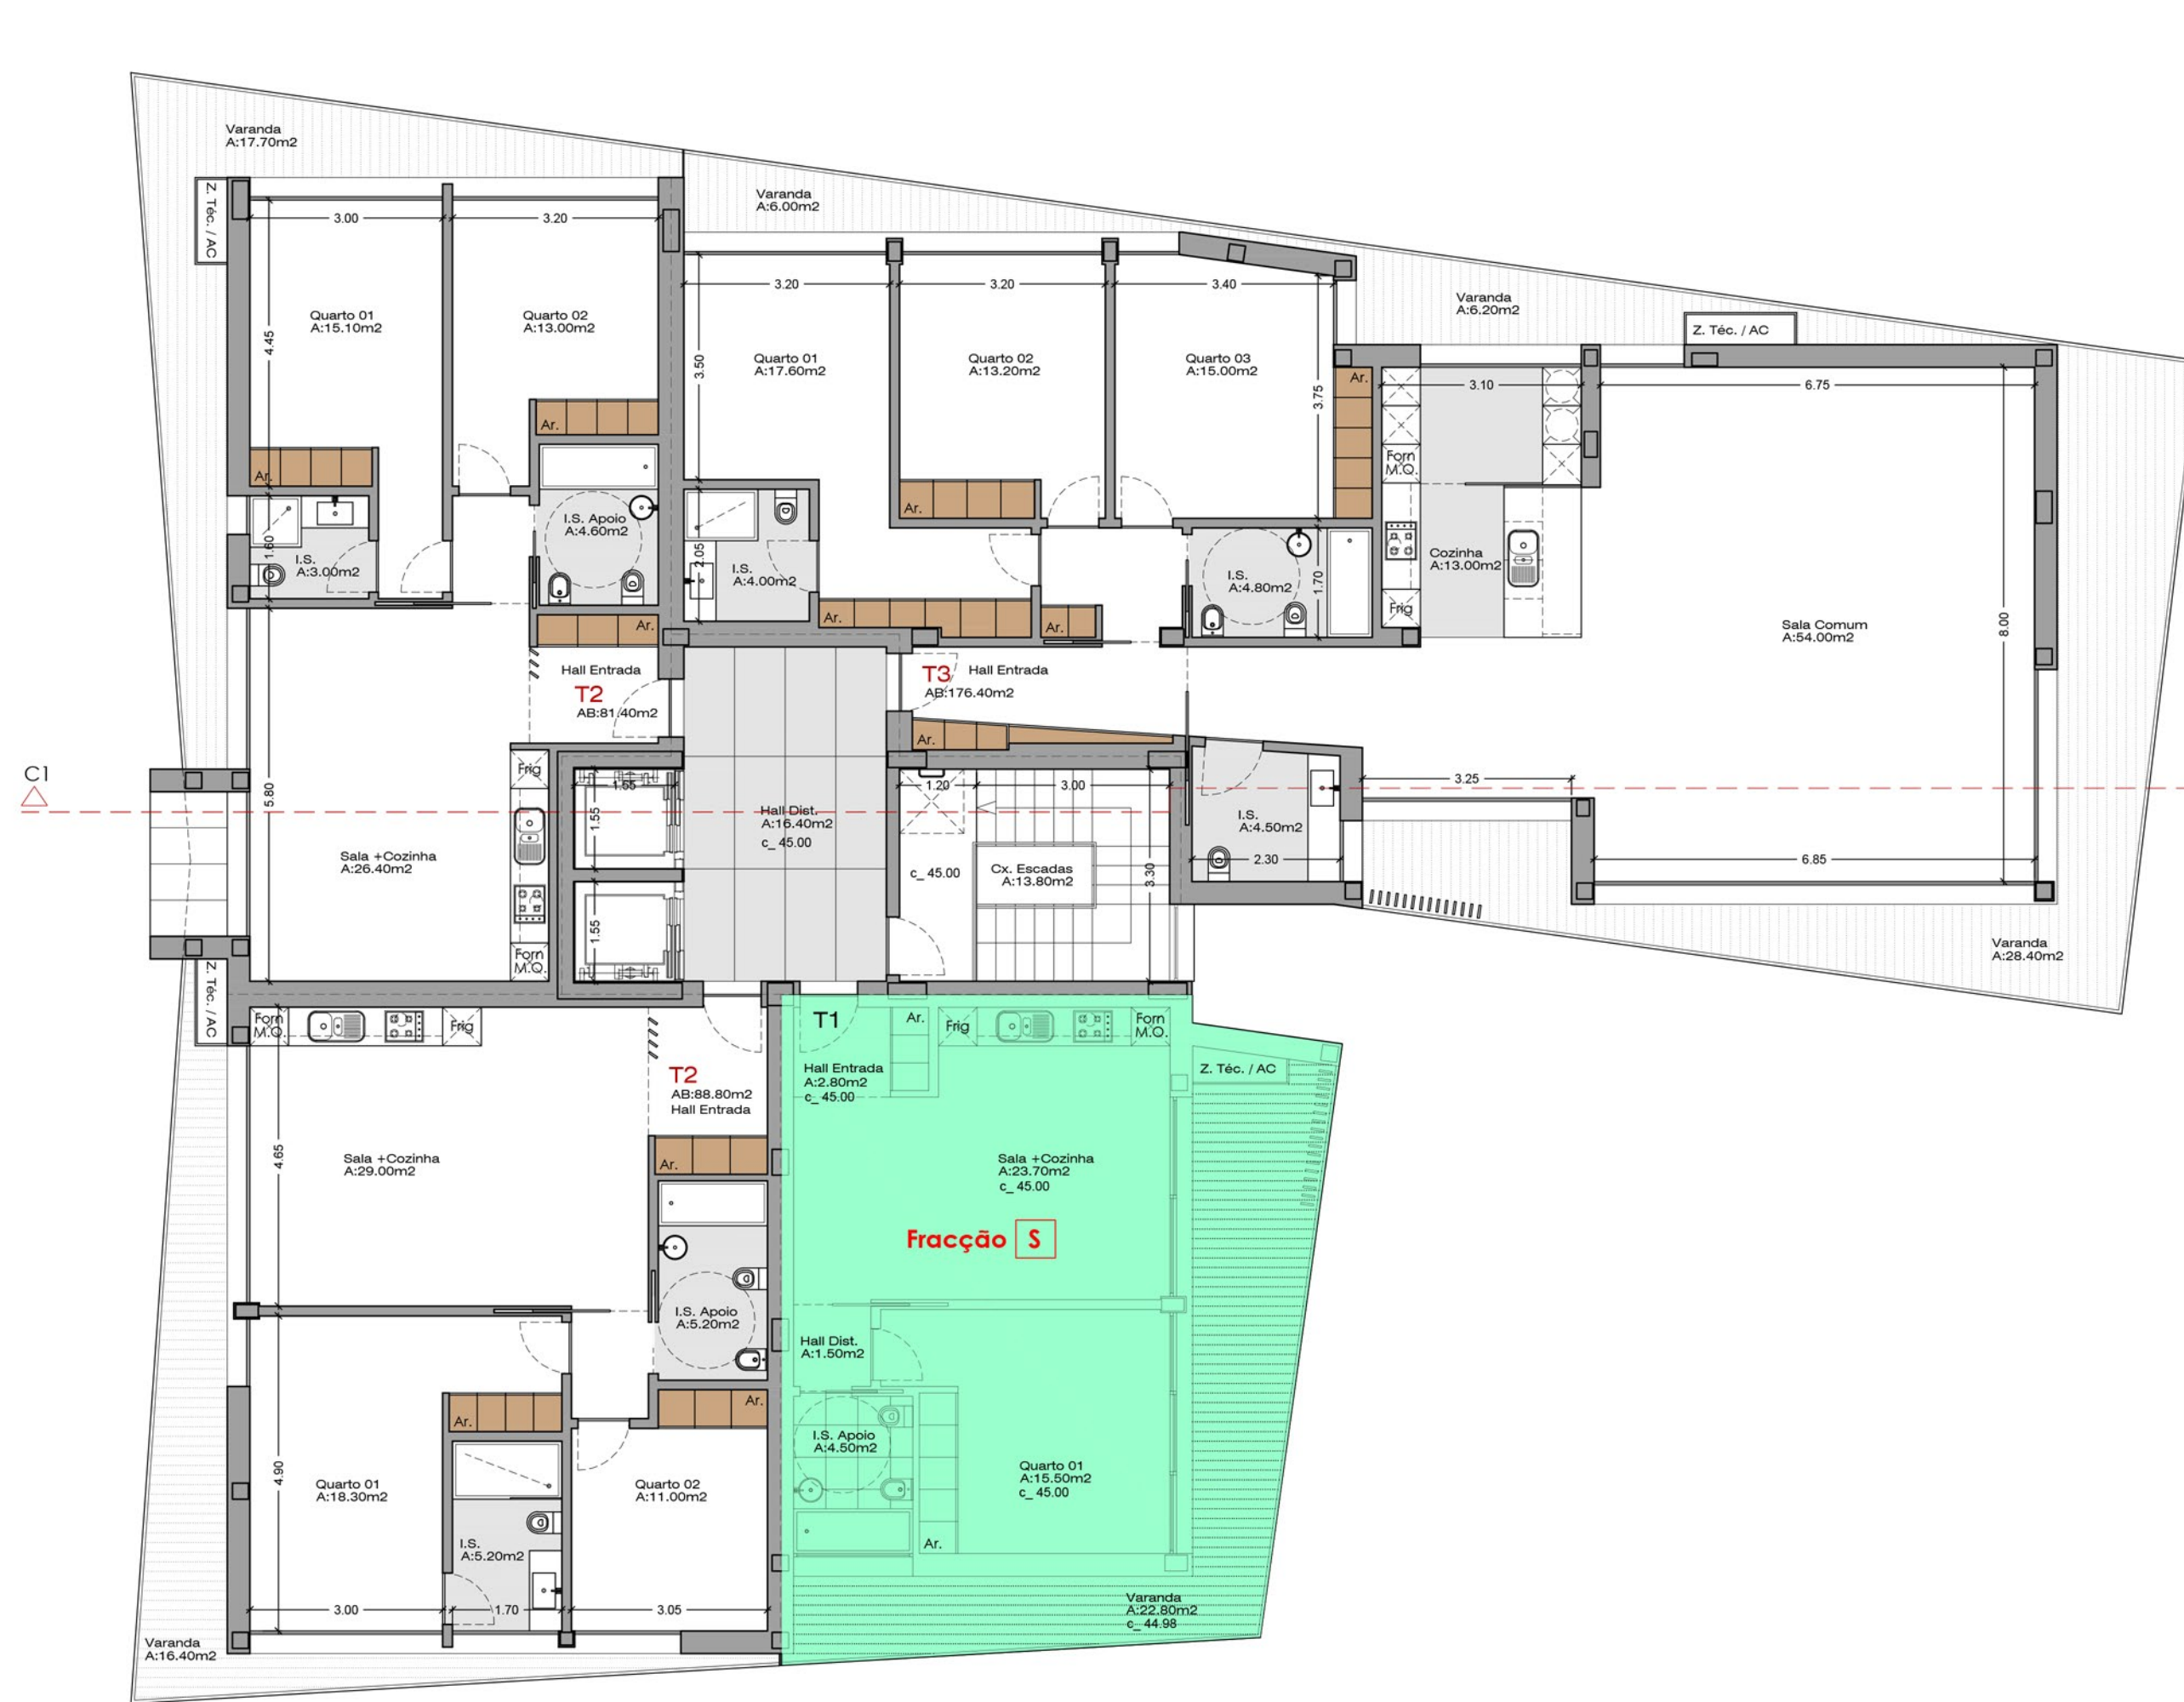 Varanda
A:17.70m2
Varanda
A:6.00m2
Z. Téc. / AC
3.00
3.20
4.45
Quarto 01
A:15.10m2
Quarto 02
A:13.00m2
Ar.
Ar.
3.20
3.20
3.40
3.50
3.75
Quarto 01
A:17.60m2
Quarto 02
A:13.20m2
Quarto 03
A:15.00m2
Ar.
Ar.
Varanda
A:6.20m2
Z. Téc. / AC
3.10
6.75
Forn
M.O.
Cozinha
A:13.00m2
Frig
Sala Comum
A:54.00m2
8.00
1.60
I.S.
A:3.00m2
I.S. Apoio
A:4.60m2
2.05
I.S.
A:4.00m2
I.S.
A:4.80m2
1.70
Ar.
Ar.
Ar.
Hall Entrada
T2
AB:81.40m2
T3
Hall Entrada
AB:176.40m2
Ar.
C1
5.80
Frig
Sala +Cozinha
A:26.40m2
Forn
M.O.
1.55
1.55
1.55
Hall Dist.
A:16.40m2
c_ 45.00
1.20
3.00
c_ 45.00
Cx. Escadas
A:13.80m2
3.30
I.S.
A:4.50m2
2.30
3.25
6.85
Varanda
A:28.40m2
Z. Téc. / AC
Forn
M.O.
Frig
T2
AB:88.80m2
Hall Entrada
4.65
Sala +Cozinha
A:29.00m2
Ar.
I.S. Apoio
A:5.20m2
Ar.
Ar.
4.90
Quarto 01
A:18.30m2
Quarto 02
A:11.00m2
I.S.
A:5.20m2
3.00
1.70
3.05
Varanda
A:16.40m2
T1
Ar.
Frig
Forn
M.O.
Hall Entrada
A:2.80m2
c_ 45.00
Z. Téc. / AC
Sala +Cozinha
A:23.70m2
c_ 45.00
Fracção S
Hall Dist.
A:1.50m2
I.S. Apoio
A:4.50m2
Quarto 01
A:15.50m2
c_ 45.00
Ar.
Varanda
A:22.80m2
c_ 44.98